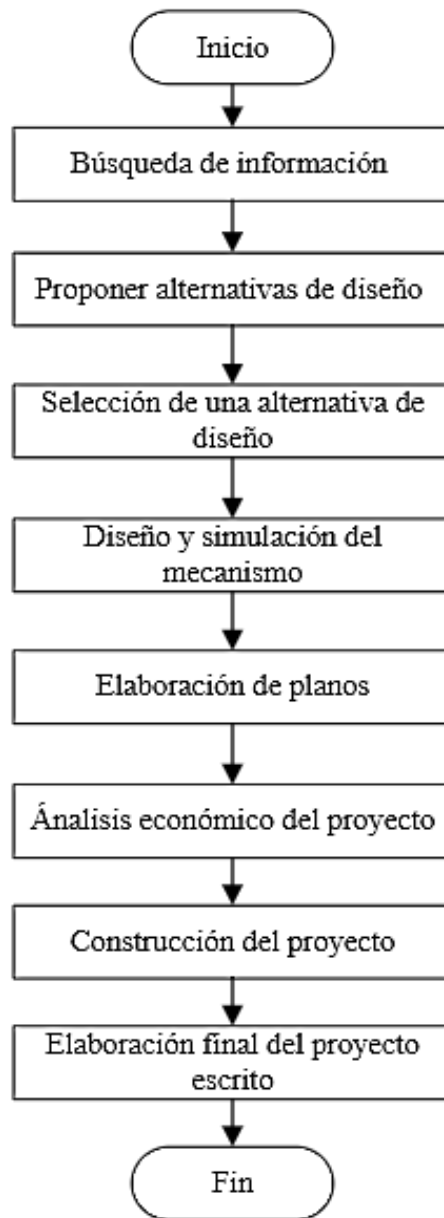 Inicio
Búsqueda de información
Proponer alternativas de diseño
Selección de una alternativa de
diseño
Diseño y simulación del
mecanismo
Elaboración de planos
Ánalisis económico del proyecto
Construcción del proyecto
Elaboración final del proyecto
escrito
Fin